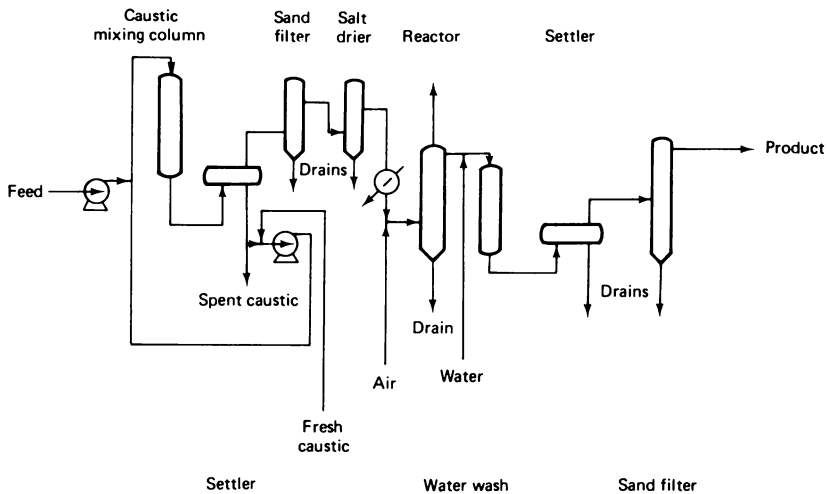 Caustic
mixing column
Sand
filter
Salt
drier
Reactor
Settler
Product
Drains
Feed
Spent caustic
Drains
Drain
Air
Water
Fresh
caustic
Settler
Water wash
Sand filter